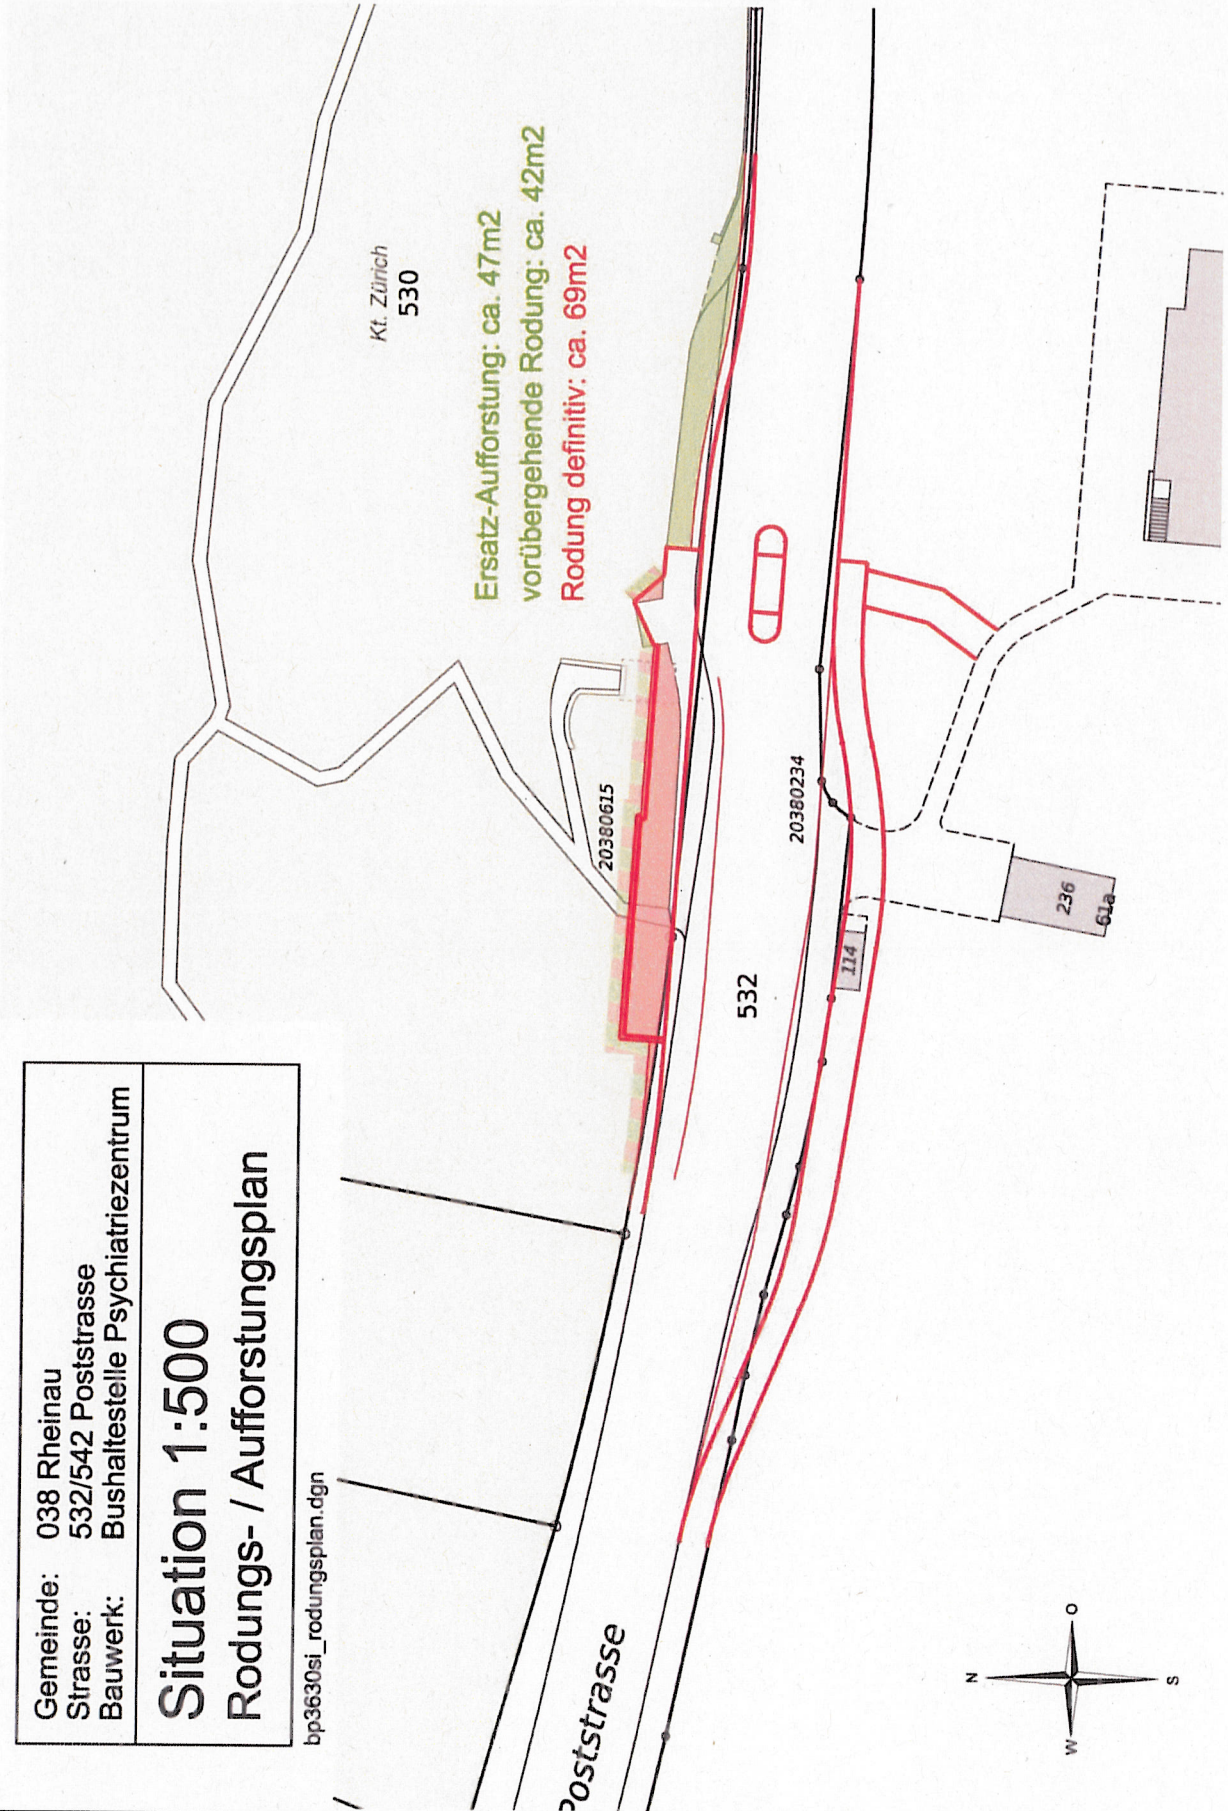 Gemeinde: 038 Rheinau
Strasse: 532/542 Poststrasse
Bauwerk: Bushaltestelle Psychiatriezentrum
Situation 1:500
Rodungs- / Aufforstungsplan
bp3630si_rodungsplan.dgn
Kt. Zürich
530
Ersatz-Aufforstung: ca. 47m2
vorübergehende Rodung: ca. 42m2
Rodung definitiv: ca. 69m2
20380615
20380234
532
114
236
61a
Poststrasse
N
O
S
W